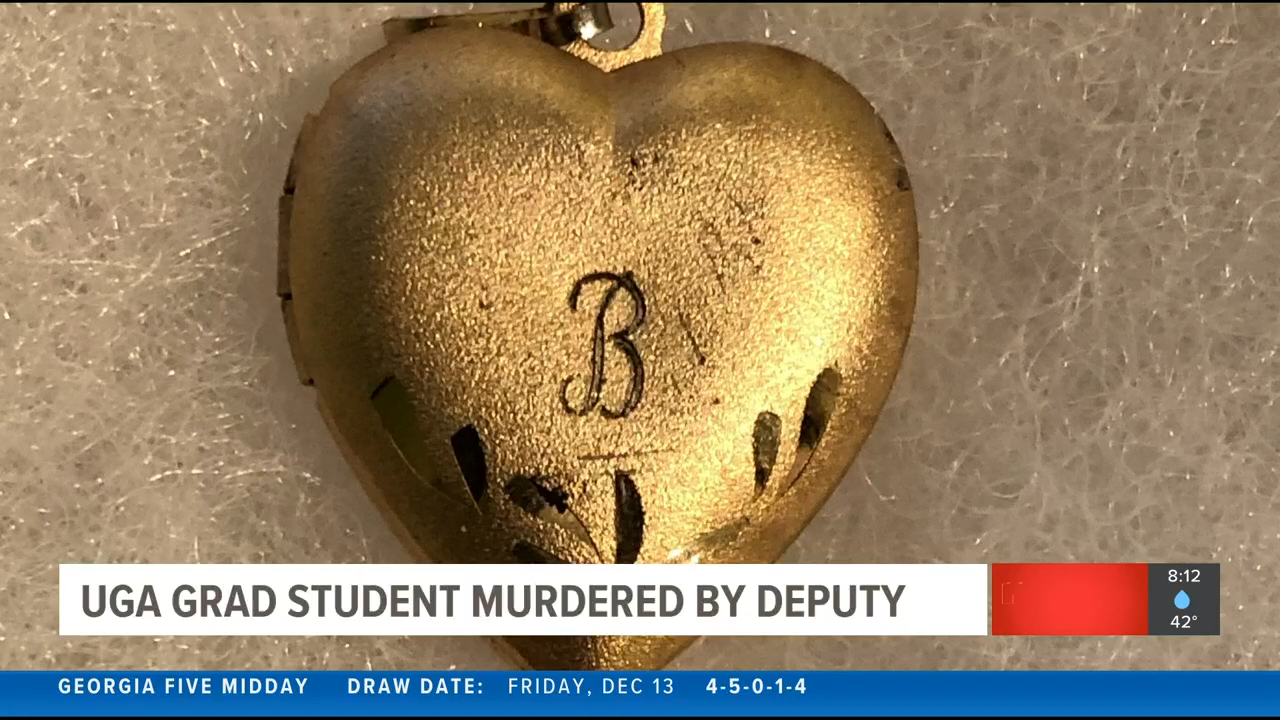 B
UGA GRAD STUDENT MURDERED BY DEPUTY
8:12
42°
GEORGIA FIVE MIDDAY DRAW DATE: FRIDAY, DEC 13 4-5-0-1-4